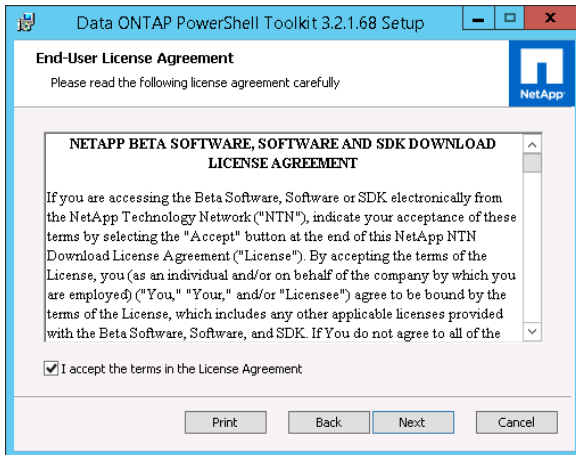 Data ONTAP PowerShell Toolkit 3.2.1.68 Setup
End-User License Agreement
Please read the following license agreement carefully
NetApp
NETAPP BETA SOFTWARE, SOFTWARE AND SDK DOWNLOAD
LICENSE AGREEMENT
If you are accessing the Beta Software, Software or SDK electronically from
the NetApp Technology Network ("NTN"), indicate your acceptance of these
terms by selecting the "Accept" button at the end of this NetApp NTN
Download License Agreement ("License"). By accepting the terms of the
License, you (as an individual and/or on behalf of the company by which you
are employed) ("You," "Your," and/or "Licensee") agree to be bound by the
terms of the License, which includes any other applicable licenses provided
with the Beta Software, Software, and SDK. If You do not agree to all of the
I accept the terms in the License Agreement
Print Back Next Cancel